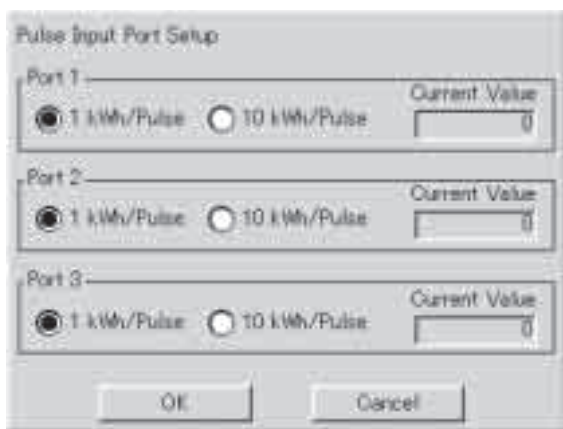 Pulse Input Port Setup
Port 1
Current Value
1 kWh/Pulse 10 kWh/Pulse 0
Port 2
Current Value
1 kWh/Pulse 10 kWh/Pulse 0
Port 3
Current Value
1 kWh/Pulse 10 kWh/Pulse 0
OK Cancel